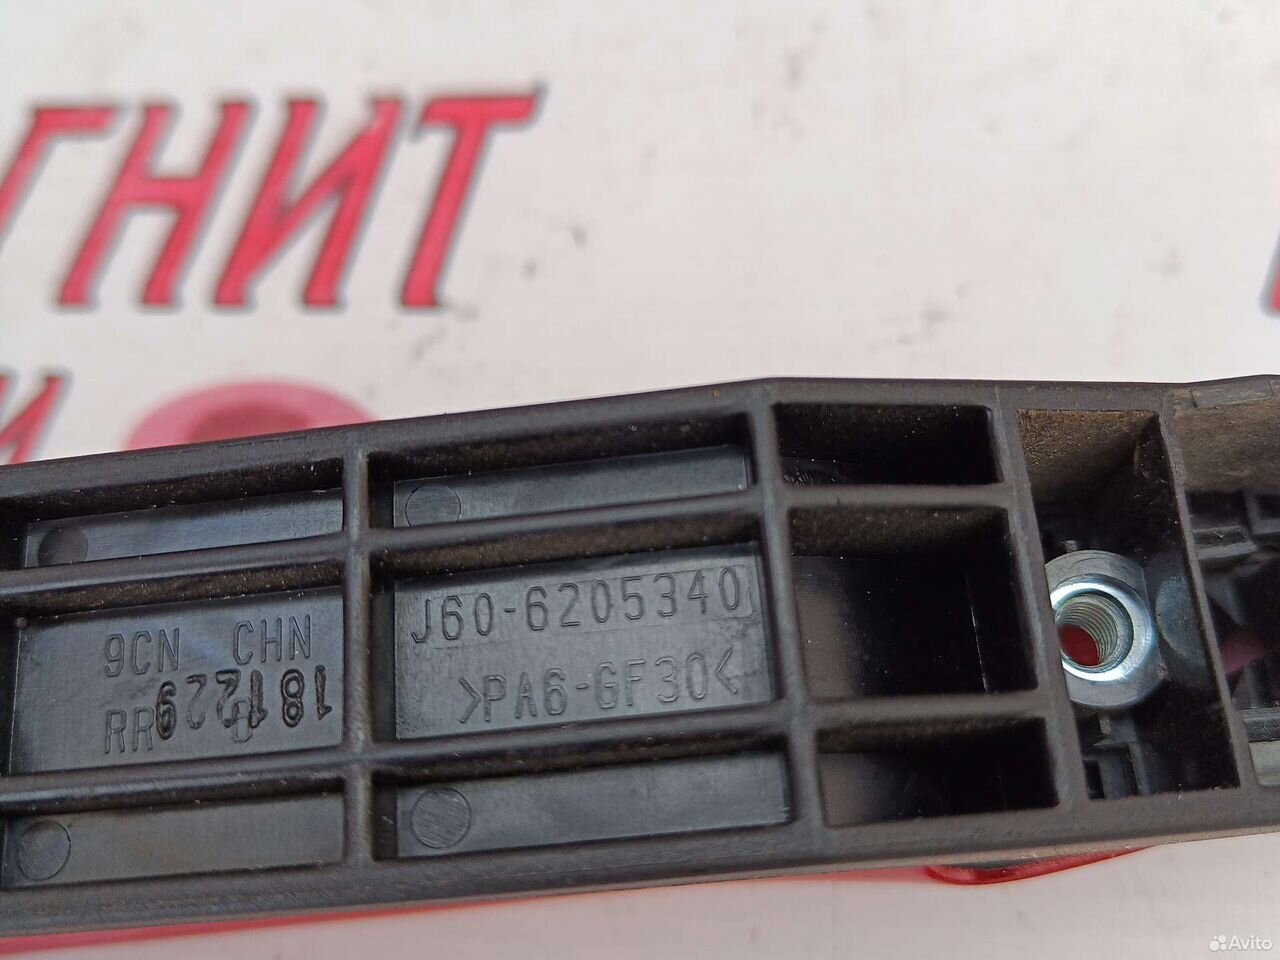 ГНИТ
И
9CN CHN
RR
181229
J60-6205340
>PA6-GF30<
Avito